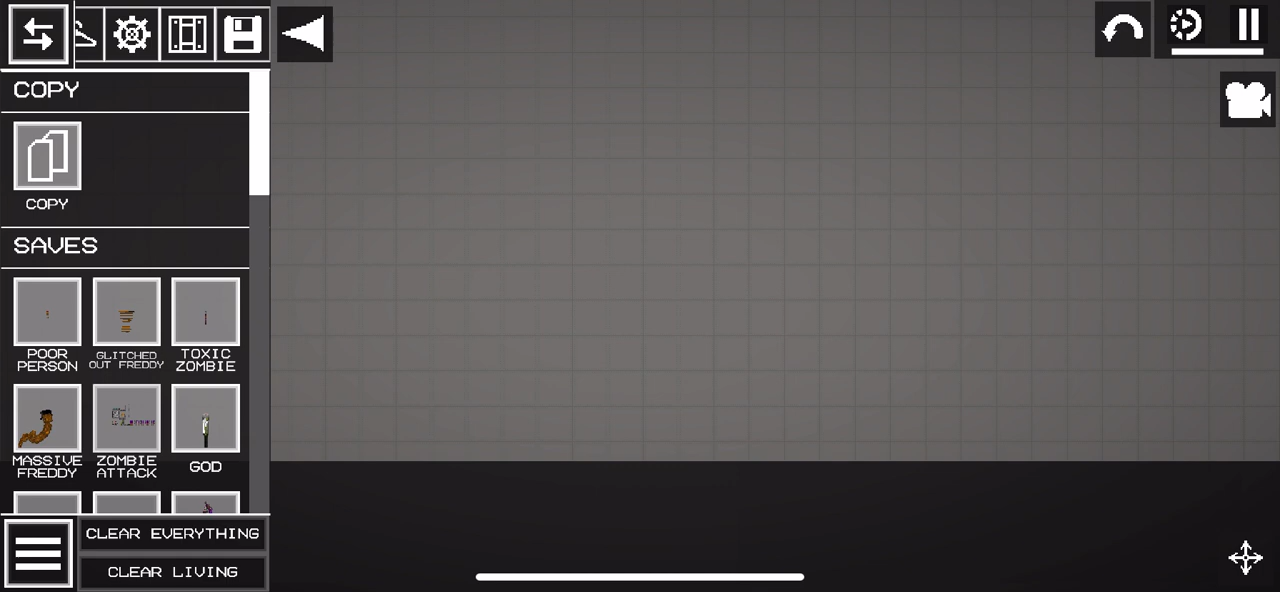 COPY
COPY
SAVES
POOR
PERSON
GLITCHED
OUT FREDDY
TOXIC
ZOMBIE
MASSIVE
FREDDY
ZOMBIE
ATTACK
GOD
CLEAR EVERYTHING
CLEAR LIVING